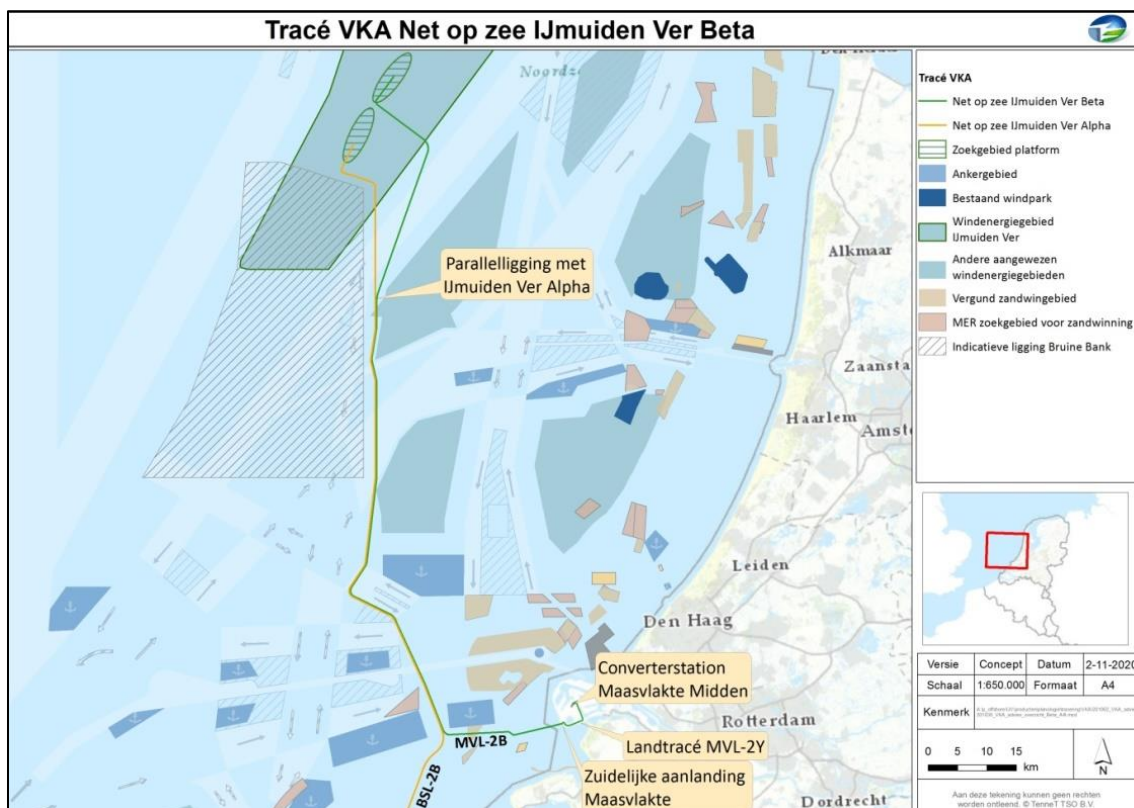 Tracé VKA Net op zee IJmuiden Ver Beta
Noordze
Den Helder
Alkmaar
Parallelligging met
IJmuiden Ver Alpha
Zaansta
Haarlem
Amste
Leiden
Den Haag
Converterstation
Maasvlakte Midden
Rotterdam
MVL-2B
Landtracé MVL-2Y
BSL-2B
Zuidelijke aanlanding
Maasvlakte
Dordrecht
Tracé VKA
Net op zee IJmuiden Ver Beta
Net op zee IJmuiden Ver Alpha
Zoekgebied platform
Ankergebied
Bestaand windpark
Windenergiegebied
IJmuiden Ver
Andere aangewezen
windenergiegebieden
Vergund zandwingebied
MER zoekgebied voor zandwinning
Indicatieve ligging Bruine Bank
Versie Concept Datum 2-11-2020
Schaal 1:650.000 Formaat A4
Kenmerk
0 5 10 15
km
N
Aan deze tekening kunnen geen rechten
worden ontleend. © TenneT TSO B.V.